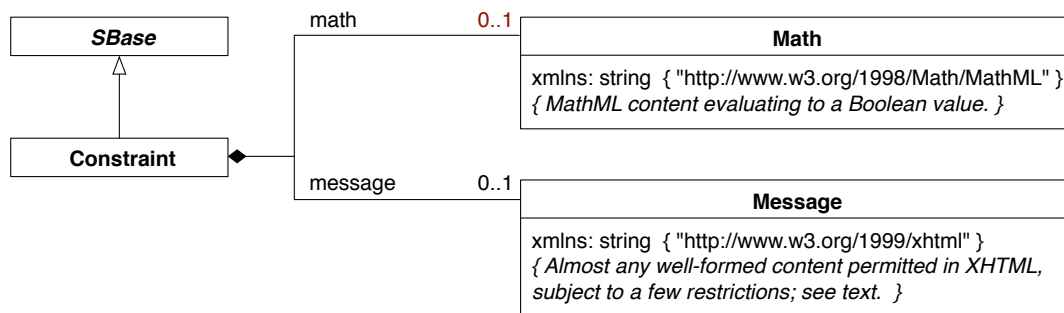 SBase
Constraint
math
0..1
Math
xmlns: string { "http://www.w3.org/1998/Math/MathML" }
{ MathML content evaluating to a Boolean value. }
message
0..1
Message
xmlns: string { "http://www.w3.org/1999/xhtml" }
{ Almost any well-formed content permitted in XHTML,
subject to a few restrictions; see text. }